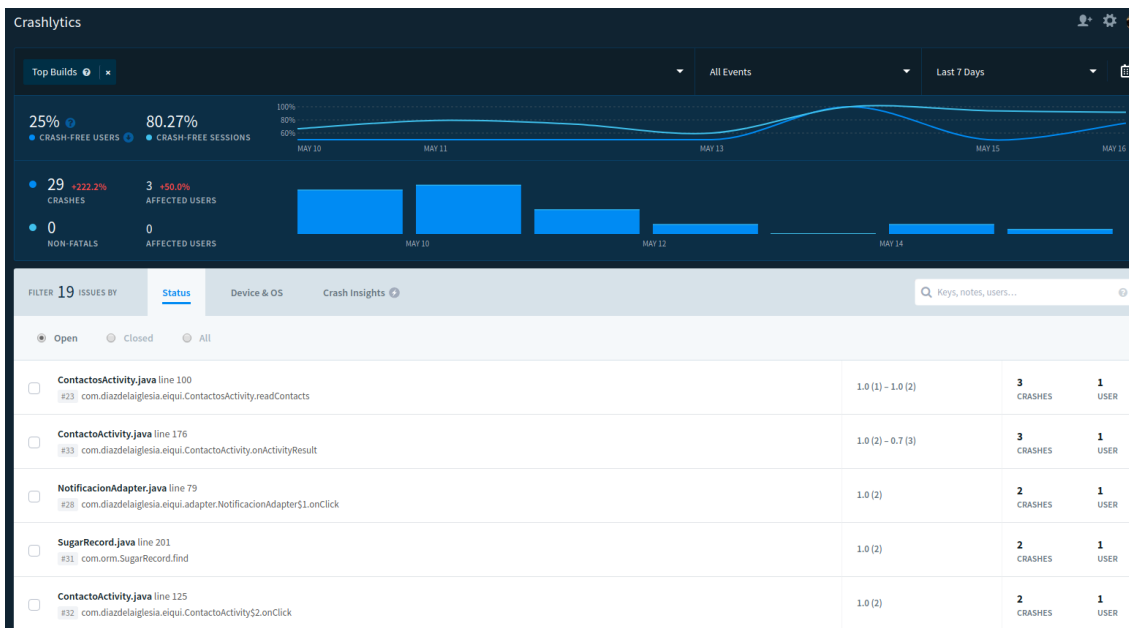 Crashlytics
Top Builds ? × All Events Last 7 Days
25% ? 80.27%
CRASH-FREE USERS CRASH-FREE SESSIONS
100%
80%
60%
MAY 10 MAY 11 MAY 13 MAY 15 MAY 16
29 +222.2% 3 +50.0%
CRASHES AFFECTED USERS
0 0
NON-FATALS AFFECTED USERS
MAY 10 MAY 12 MAY 14
FILTER 19 ISSUES BY Status Device & OS Crash Insights Keys, notes, users... ?
Open Closed All
ContactosActivity.java line 100
#23 com.diazdelaiglesia.eiqui.ContactosActivity.readContacts
1.0 (1) – 1.0 (2)
3 1
CRASHES USER
ContactoActivity.java line 176
#33 com.diazdelaiglesia.eiqui.ContactoActivity.onActivityResult
1.0 (2) – 0.7 (3)
3 1
CRASHES USER
NotificacionAdapter.java line 79
#28 com.diazdelaiglesia.eiqui.adapter.NotificacionAdapter$1.onClick
1.0 (2)
2 1
CRASHES USER
SugarRecord.java line 201
#31 com.orm.SugarRecord.find
1.0 (2)
2 1
CRASHES USER
ContactoActivity.java line 125
#32 com.diazdelaiglesia.eiqui.ContactoActivity$2.onClick
1.0 (2)
2 1
CRASHES USER